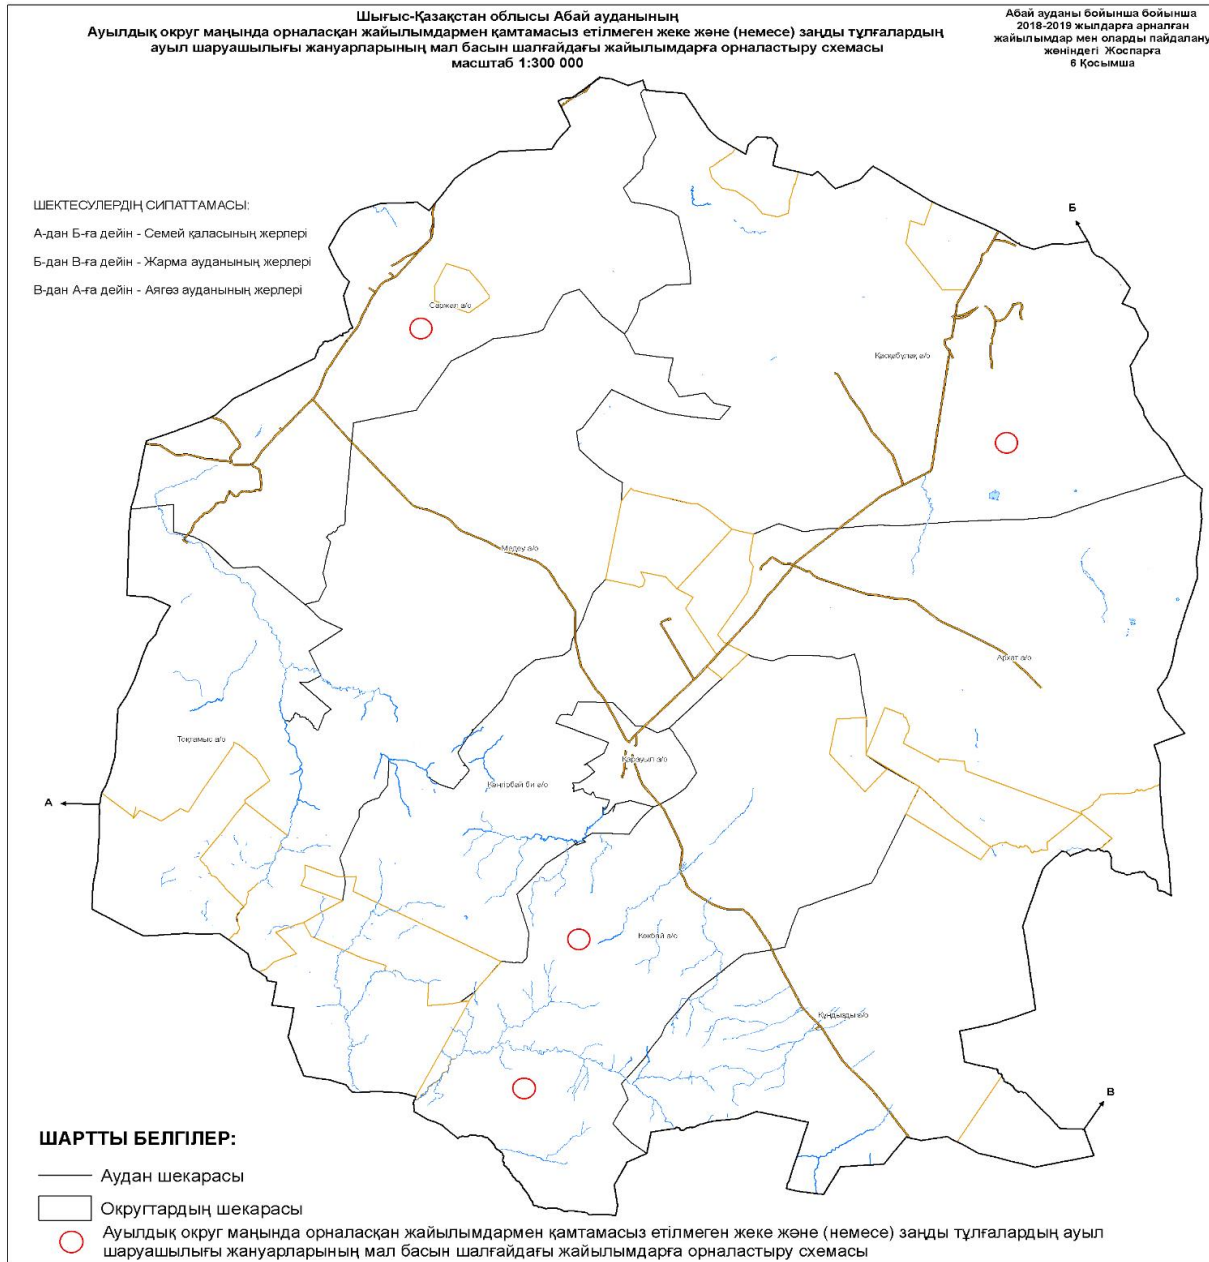 Шығыс-Қазақстан облысы Абай ауданының
Ауылдық округ маңында орналасқан жайылымдармен қамтамасыз етілмеген жеке және (немесе) заңды тұлғалардың
ауыл шаруашылығы жануарларының мал басын шалғайдағы жайылымдарға орналастыру схемасы
масштаб 1:300 000
Абай ауданы бойынша бойынша
2018-2019 жылдарға арналған
жайылымдар мен оларды пайдалану
жөніндегі Жоспарға
6 Қосымша
ШЕКТЕСУЛЕРДІҢ СИПАТТАМАСЫ:
А-дан Б-ға дейін - Семей қаласының жерлері
Б-дан В-ға дейін - Жарма ауданының жерлері
В-дан А-ға дейін - Аягөз ауданының жерлері
Б
Саржал а/о
Қасқабұлақ а/о
Медеу а/о
Архат а/о
Тоқтамыс а/о
Қарауыл а/о
Көңірбай би а/о
А
Көкбай а/о
Құндызды а/о
В
ШАРТТЫ БЕЛГІЛЕР:
Аудан шекарасы
Округтардың шекарасы
Ауылдық округ маңында орналасқан жайылымдармен қамтамасыз етілмеген жеке және (немесе) заңды тұлғалардың ауыл
шаруашылығы жануарларының мал басын шалғайдағы жайылымдарға орналастыру схемасы